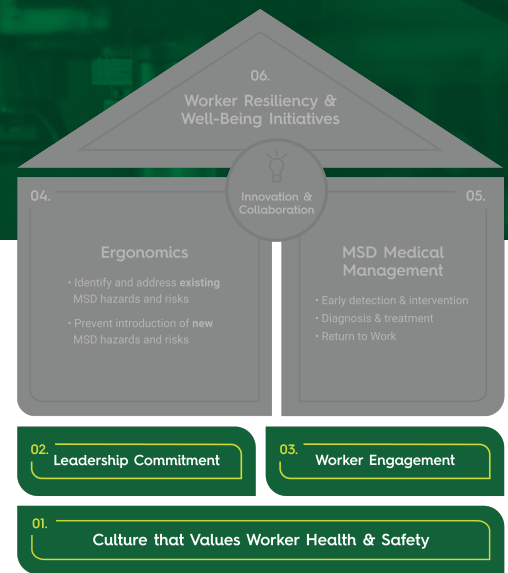 06.
Worker Resiliency &
Well-Being Initiatives
Innovation &
Collaboration
04.
Ergonomics
• Identify and address existing
MSD hazards and risks
• Prevent introduction of new
MSD hazards and risks
05.
MSD Medical
Management
• Early detection & intervention
• Diagnosis & treatment
• Return to Work
02.
Leadership Commitment
03.
Worker Engagement
01.
Culture that Values Worker Health & Safety